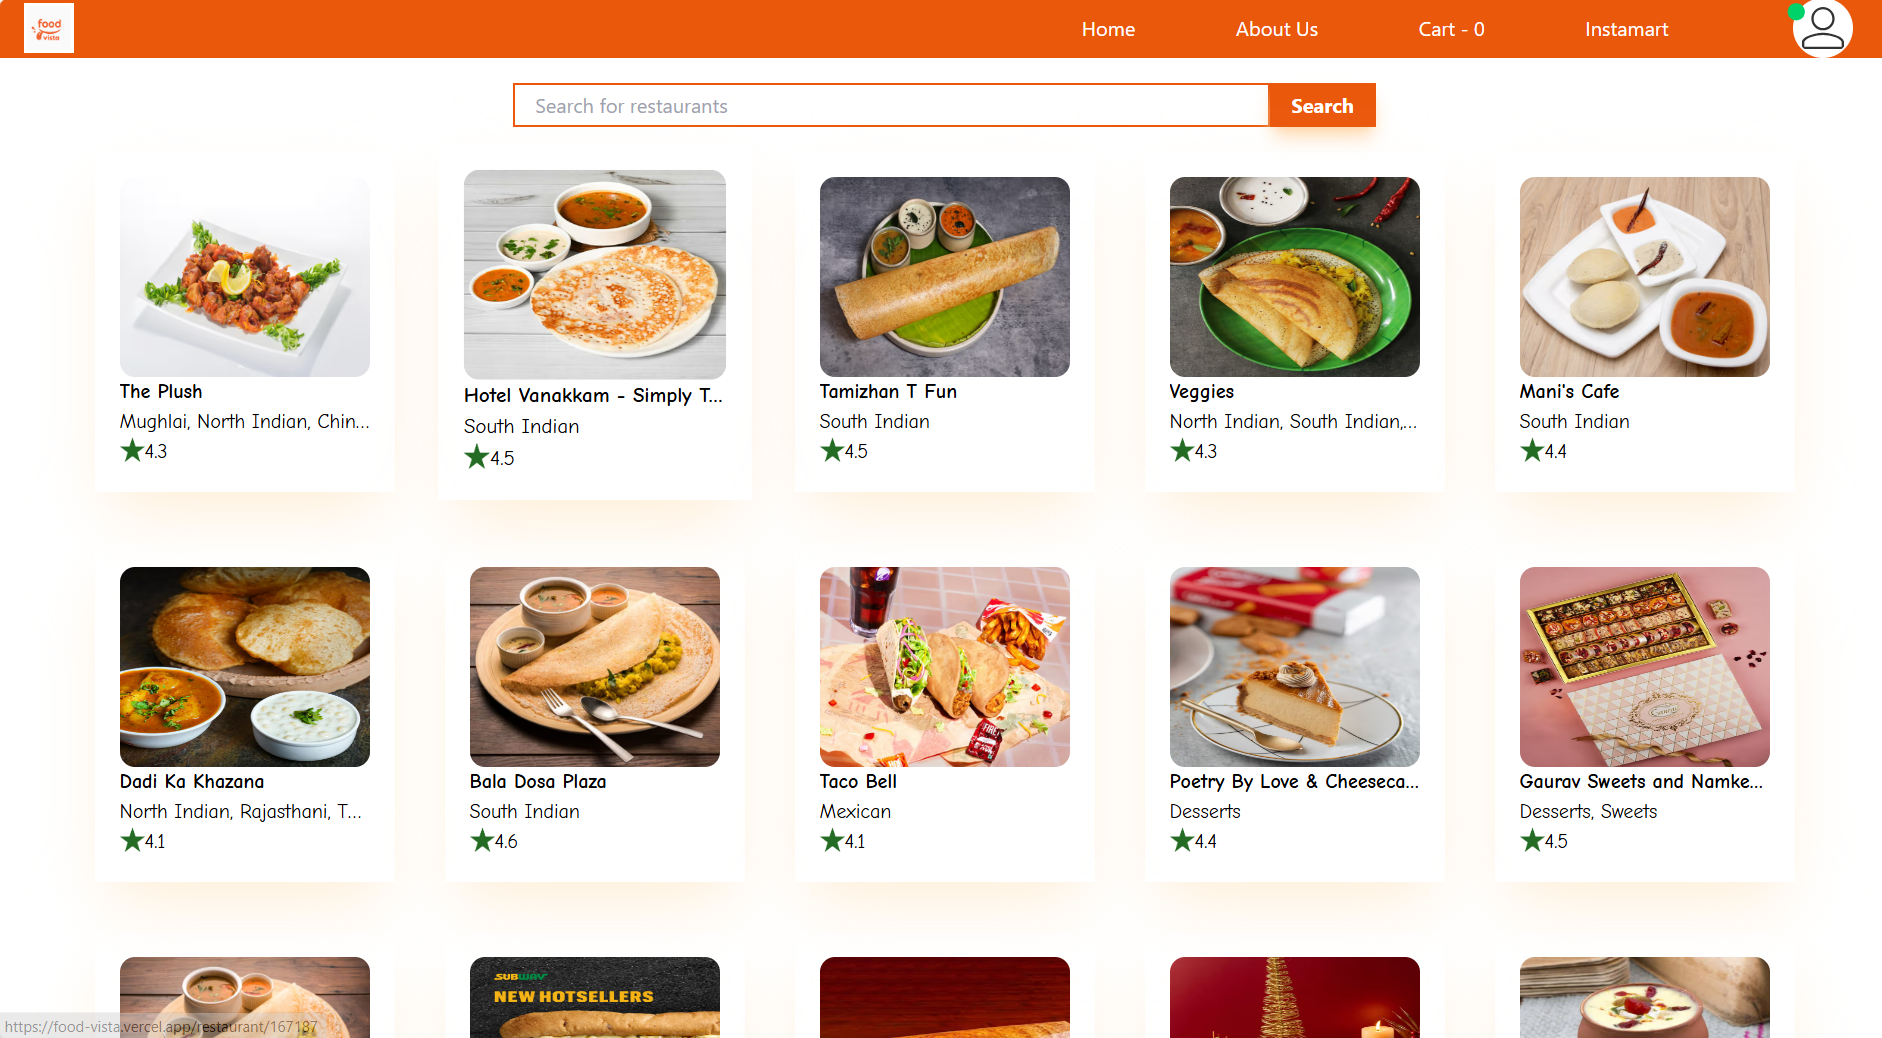 food
vista
Home
About Us
Cart - 0
Instamart
Search for restaurants
Search
The Plush
Mughlai, North Indian, Chin...
4.3
Hotel Vanakkam - Simply T...
South Indian
4.5
Tamizhan T Fun
South Indian
4.5
Veggies
North Indian, South Indian,...
4.3
Mani's Cafe
South Indian
4.4
Dadi Ka Khazana
North Indian, Rajasthani, T...
4.1
Bala Dosa Plaza
South Indian
4.6
Taco Bell
Mexican
4.1
Poetry By Love & Cheeseca...
Desserts
4.4
Gaurav Sweets and Namke...
Desserts, Sweets
4.5
SUBWAY
NEW HOTSELLERS
https://food-vista.vercel.app/restaurant/167187